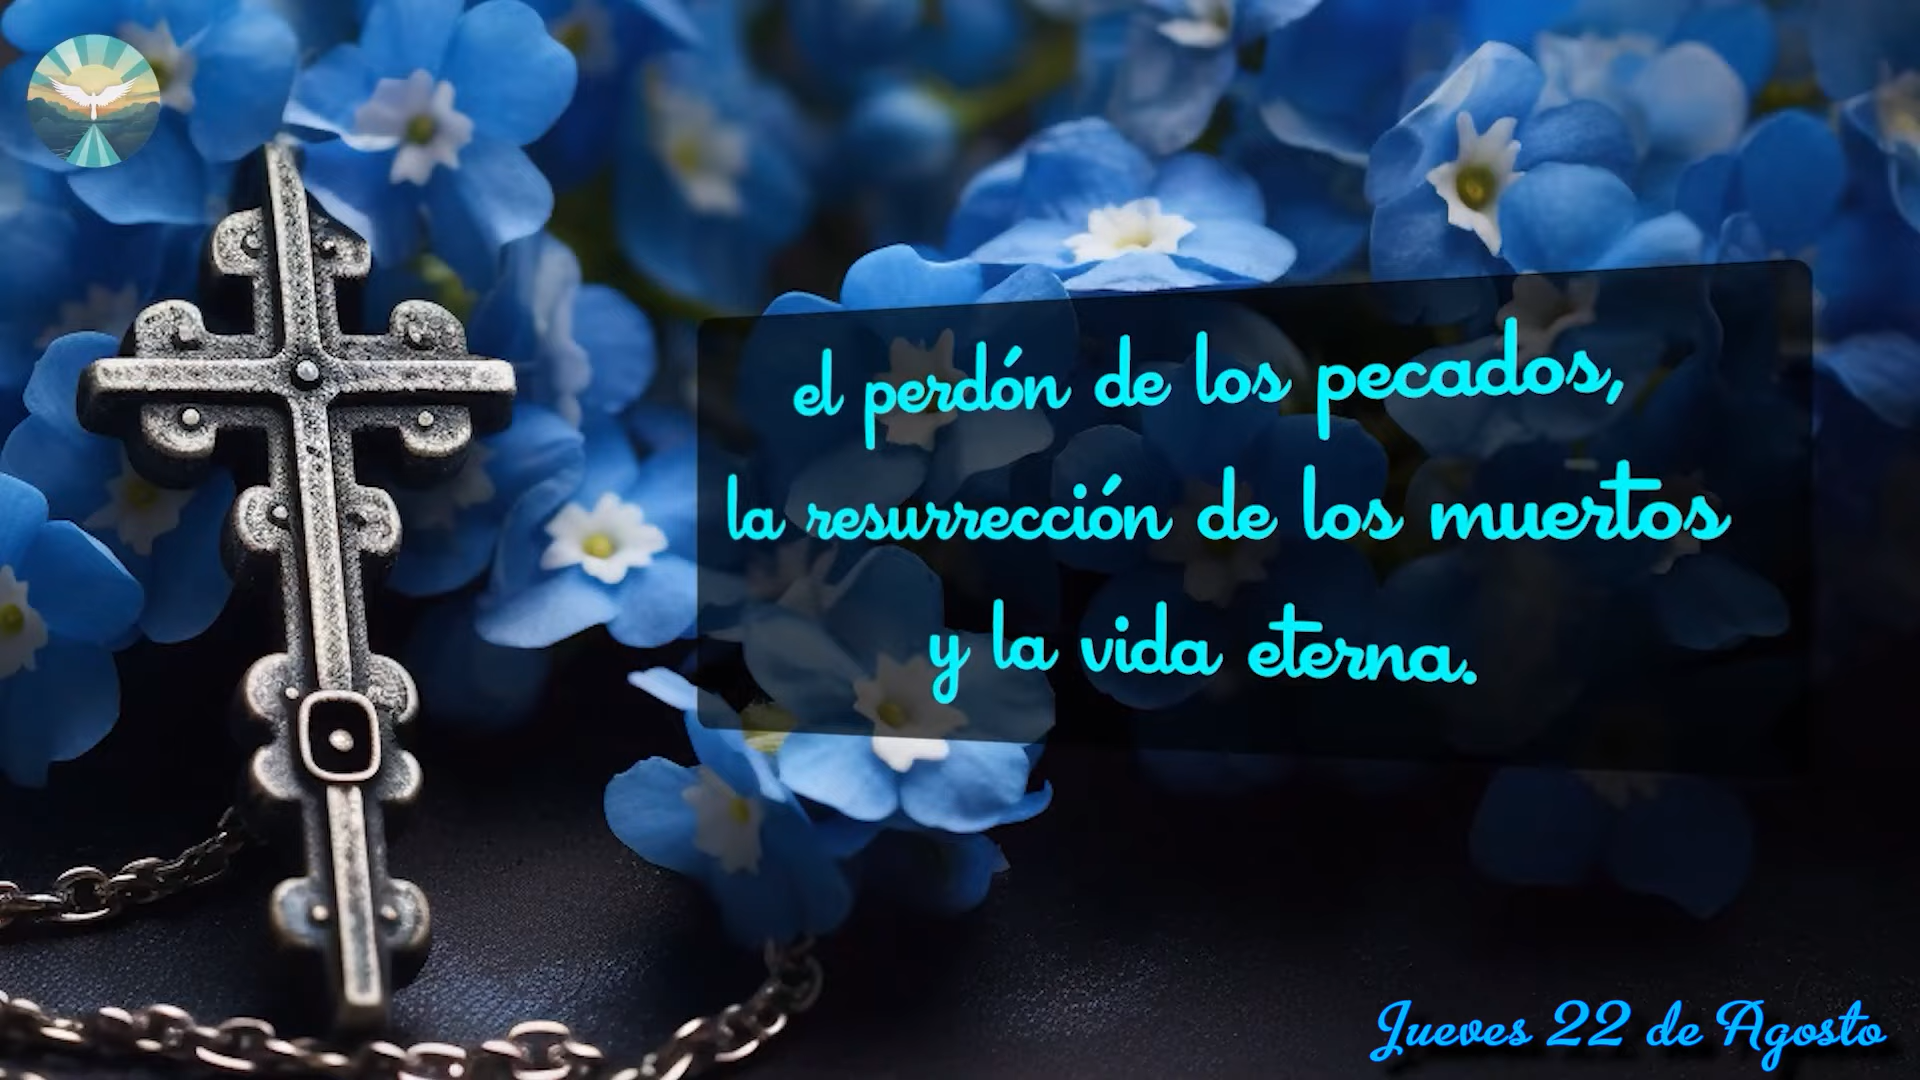 el perdón de los pecados,
la resurrección de los muertos
y la vida eterna.
Jueves 22 de Agosto